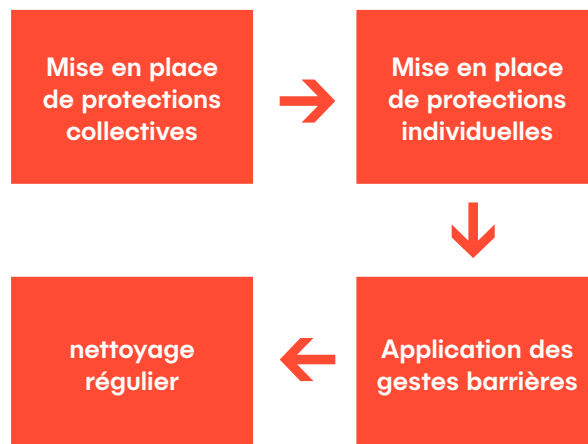 Mise en place
de protections
collectives
Mise en place
de protections
individuelles
Application des
gestes barrières
nettoyage
régulier